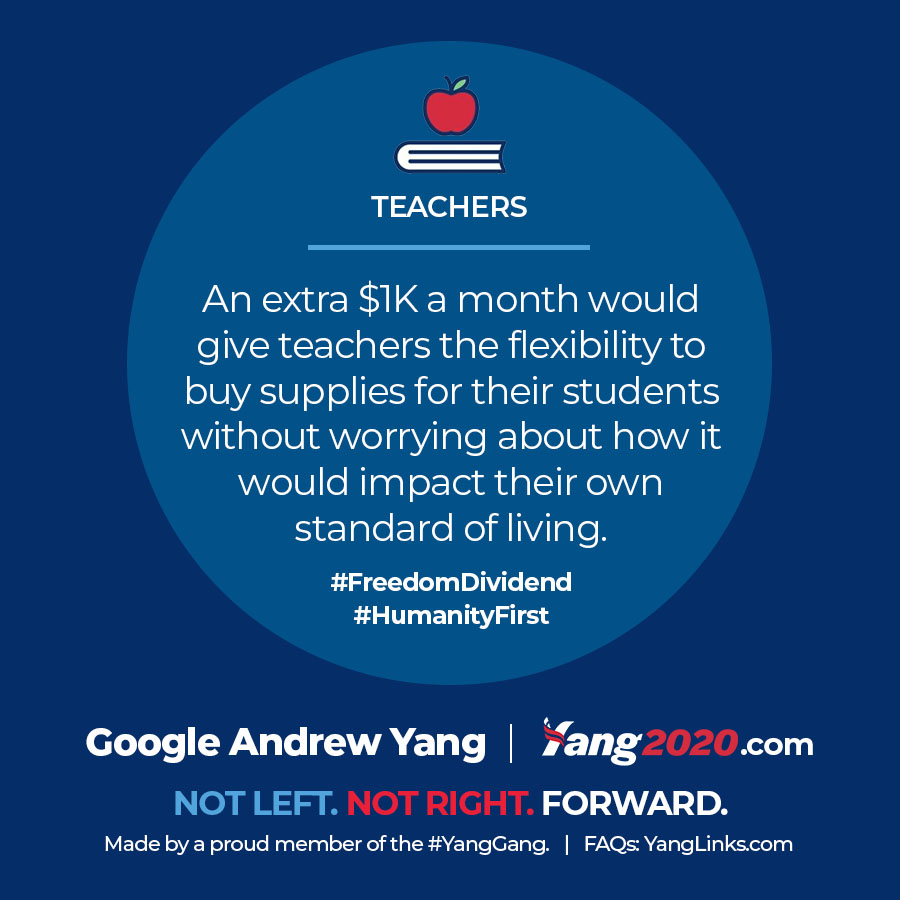 TEACHERS
An extra $1K a month would
give teachers the flexibility to
buy supplies for their students
without worrying about how it
would impact their own
standard of living.
#FreedomDividend
#HumanityFirst
Google Andrew Yang | Yang2020.com
NOT LEFT. NOT RIGHT. FORWARD.
Made by a proud member of the #YangGang. | FAQs: YangLinks.com